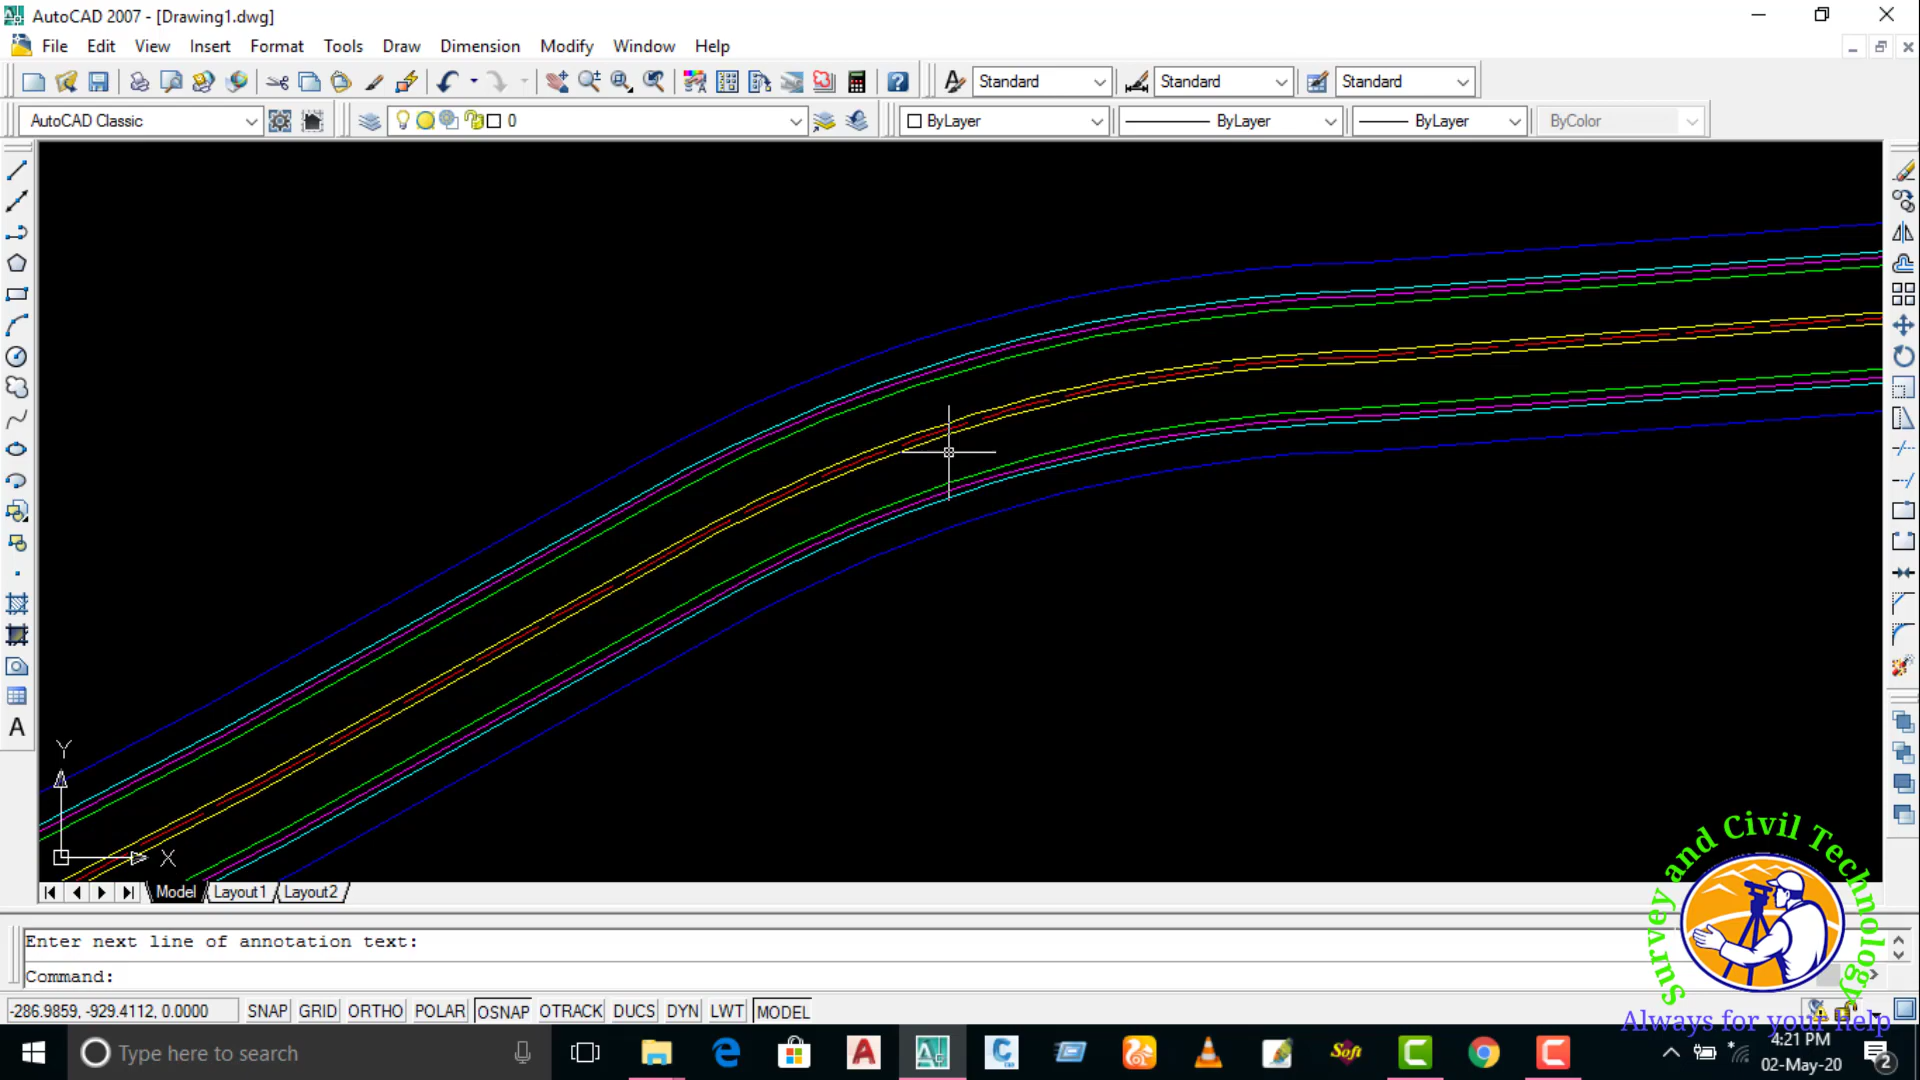 AutoCAD 2007 - [Drawing1.dwg]
File Edit View Insert Format Tools Draw Dimension Modify Window Help
Standard Standard Standard
AutoCAD Classic 0 ByLayer ByLayer ByLayer ByColor
Y
X
Model Layout1 Layout2
Enter next line of annotation text:
Command:
-286.9859, -929.4112, 0.0000 SNAP GRID ORTHO POLAR OSNAP OTRACK DUCS DYN LWT MODEL
Survey and Civil Technology
Always for your help
Type here to search
Soft
4:21 PM
02-May-20
2